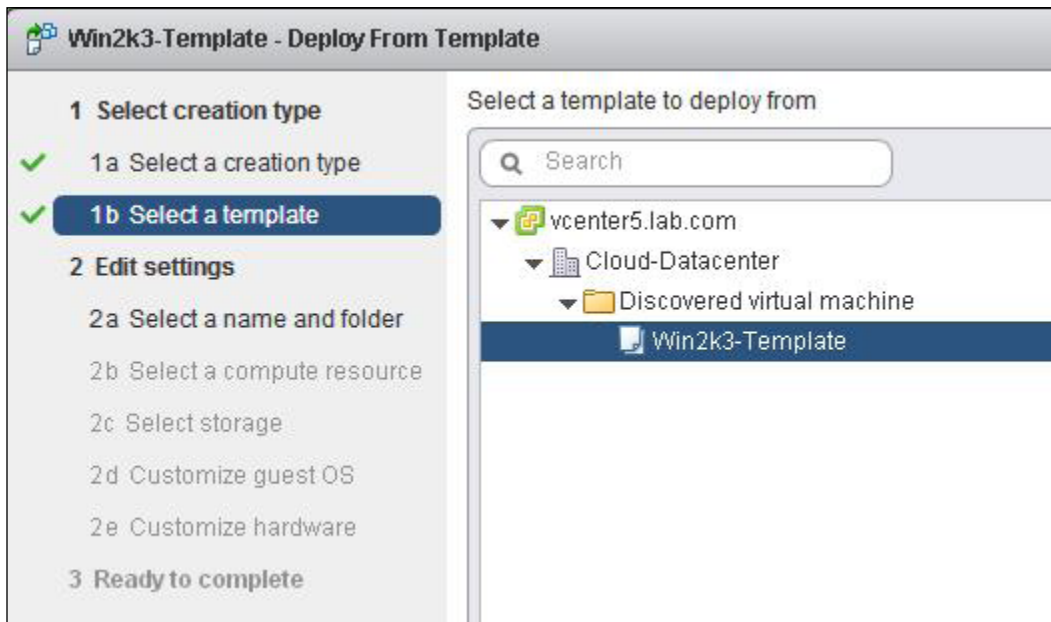 Win2k3-Template - Deploy From Template
1 Select creation type
1a Select a creation type
1b Select a template
2 Edit settings
2a Select a name and folder
2b Select a compute resource
2c Select storage
2d Customize guest OS
2e Customize hardware
3 Ready to complete
Select a template to deploy from
Search
vcenter5.lab.com
Cloud-Datacenter
Discovered virtual machine
Win2k3-Template